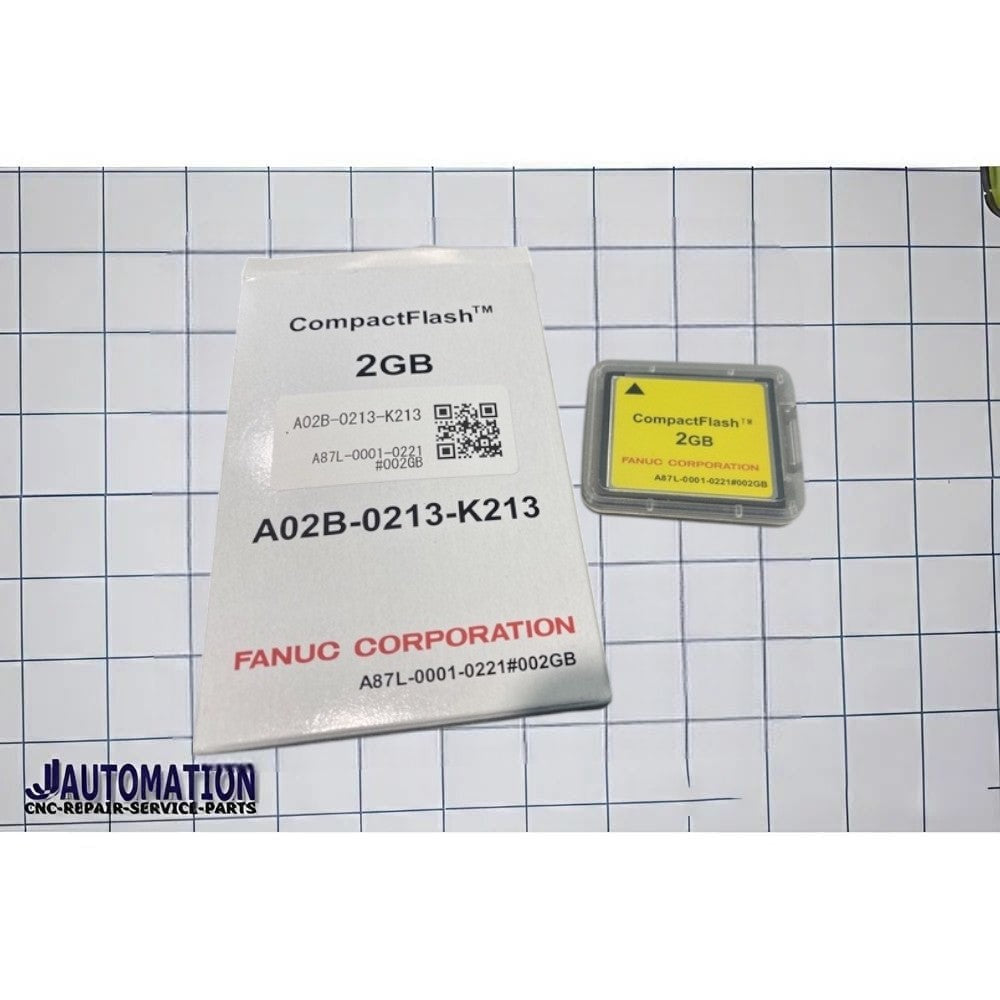 CompactFlash™
2GB
A02B-0213-K213
A87L-0001-0221
#002GB
A02B-0213-K213
FANUC CORPORATION
A87L-0001-0221#002GB
CompactFlash™
2GB
FANUC CORPORATION
A87L-0001-0221#002GB
JJAUTOMATION
CNC-REPAIR-SERVICE-PARTS